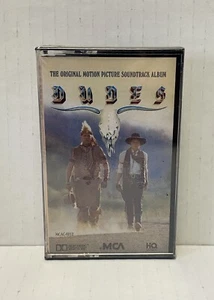 THE ORIGINAL MOTION PICTURE SOUNDTRACK ALBUM
DUDES
MCA
HQ